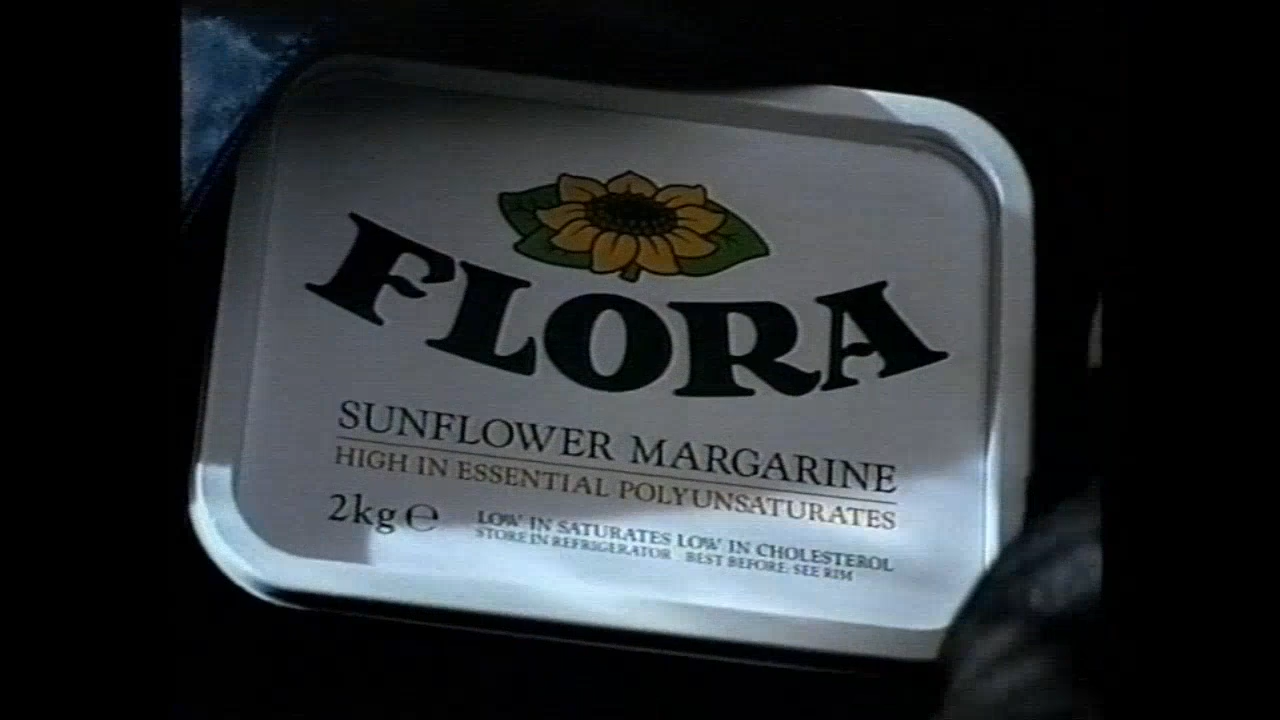 FLORA
SUNFLOWER MARGARINE
HIGH IN ESSENTIAL POLYUNSATURATES
2kg ℮
LOW IN SATURATES LOW IN CHOLESTEROL
STORE IN REFRIGERATOR BEST BEFORE: SEE RIM